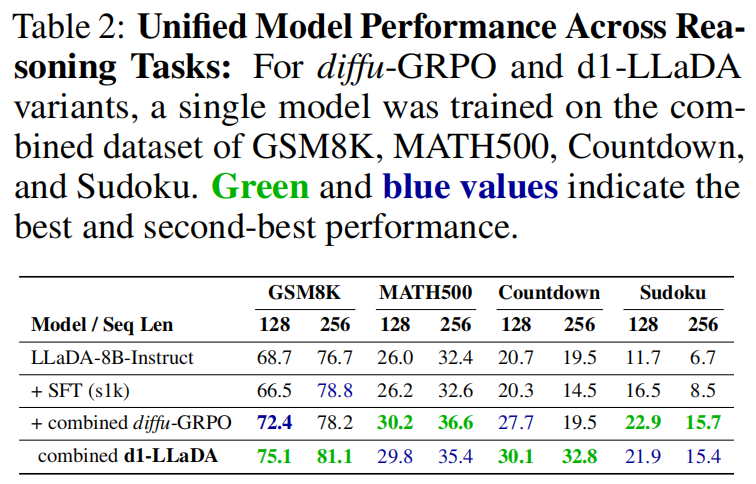 Table 2: Unified Model Performance Across Rea-
soning Tasks: For diffu-GRPO and d1-LLaDA
variants, a single model was trained on the com-
bined dataset of GSM8K, MATH500, Countdown,
and Sudoku. Green and blue values indicate the
best and second-best performance.
GSM8K MATH500 Countdown Sudoku
Model / Seq Len 128 256 128 256 128 256 128 256
LLaDA-8B-Instruct 68.7 76.7 26.0 32.4 20.7 19.5 11.7 6.7
+ SFT (s1k) 66.5 78.8 26.2 32.6 20.3 14.5 16.5 8.5
+ combined diffu-GRPO 72.4 78.2 30.2 36.6 27.7 19.5 22.9 15.7
combined d1-LLaDA 75.1 81.1 29.8 35.4 30.1 32.8 21.9 15.4